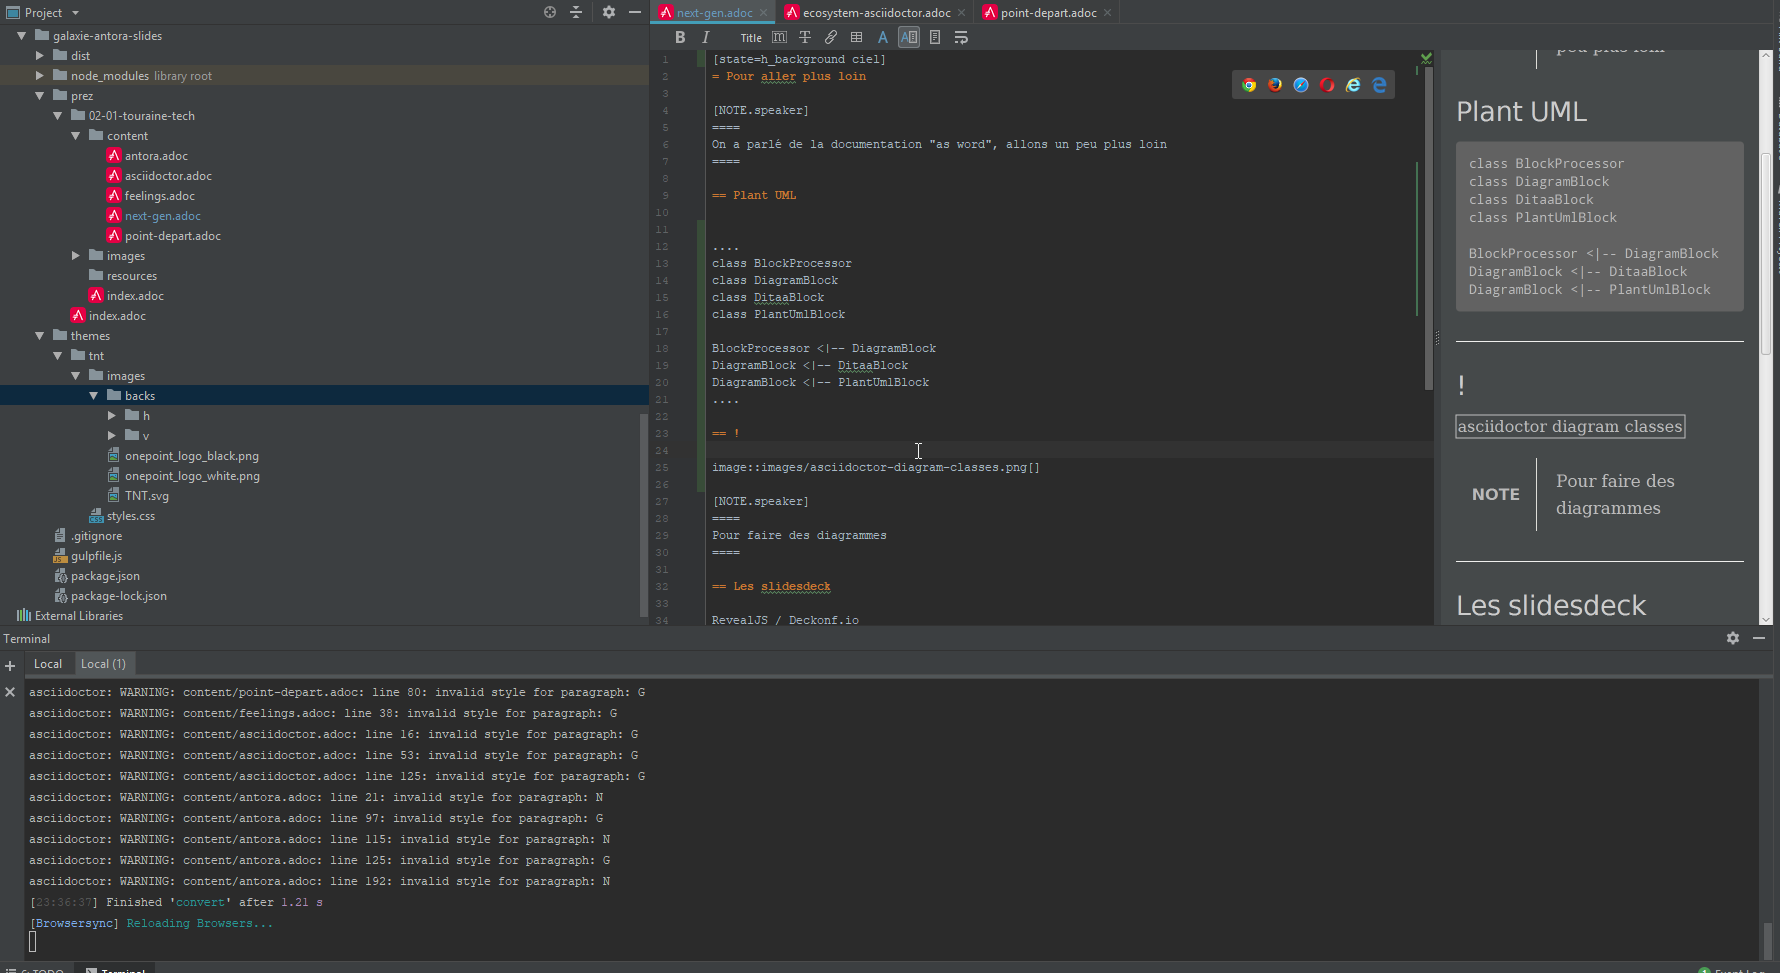 Project
galaxie-antora-slides
dist
node_modules library root
prez
02-01-touraine-tech
content
antora.adoc
asciidoctor.adoc
feelings.adoc
next-gen.adoc
point-depart.adoc
images
resources
index.adoc
index.adoc
themes
tnt
images
backs
h
v
onepoint_logo_black.png
onepoint_logo_white.png
TNT.svg
styles.css
.gitignore
gulpfile.js
package.json
package-lock.json
External Libraries
next-gen.adoc
ecosystem-asciidoctor.adoc
point-depart.adoc
B I Title
1 [state=h_background ciel]
2 = Pour aller plus loin
3
4 [NOTE.speaker]
5 ====
6 On a parlé de la documentation "as word", allons un peu plus loin
7 ====
8
9 == Plant UML
10
11
12 ....
13 class BlockProcessor
14 class DiagramBlock
15 class DitaaBlock
16 class PlantUmlBlock
17
18 BlockProcessor <|-- DiagramBlock
19 DiagramBlock <|-- DitaaBlock
20 DiagramBlock <|-- PlantUmlBlock
21 ....
22
23 == !
24
25 image::images/asciidoctor-diagram-classes.png[]
26
27 [NOTE.speaker]
28 ====
29 Pour faire des diagrammes
30 ====
31
32 == Les slidesdeck
33
34 RevealJS / Deckonf.io
peu plus loin
Plant UML
class BlockProcessor
class DiagramBlock
class DitaaBlock
class PlantUmlBlock
BlockProcessor <|-- DiagramBlock
DiagramBlock <|-- DitaaBlock
DiagramBlock <|-- PlantUmlBlock
!
asciidoctor diagram classes
NOTE
Pour faire des
diagrammes
Les slidesdeck
Terminal
Local
Local (1)
asciidoctor: WARNING: content/point-depart.adoc: line 80: invalid style for paragraph: G
asciidoctor: WARNING: content/feelings.adoc: line 38: invalid style for paragraph: G
asciidoctor: WARNING: content/asciidoctor.adoc: line 16: invalid style for paragraph: G
asciidoctor: WARNING: content/asciidoctor.adoc: line 53: invalid style for paragraph: G
asciidoctor: WARNING: content/asciidoctor.adoc: line 125: invalid style for paragraph: G
asciidoctor: WARNING: content/antora.adoc: line 21: invalid style for paragraph: N
asciidoctor: WARNING: content/antora.adoc: line 97: invalid style for paragraph: G
asciidoctor: WARNING: content/antora.adoc: line 115: invalid style for paragraph: N
asciidoctor: WARNING: content/antora.adoc: line 125: invalid style for paragraph: G
asciidoctor: WARNING: content/antora.adoc: line 192: invalid style for paragraph: N
[23:36:37] Finished 'convert' after 1.21 s
[Browsersync] Reloading Browsers...
6: TODO
Terminal
Event Log